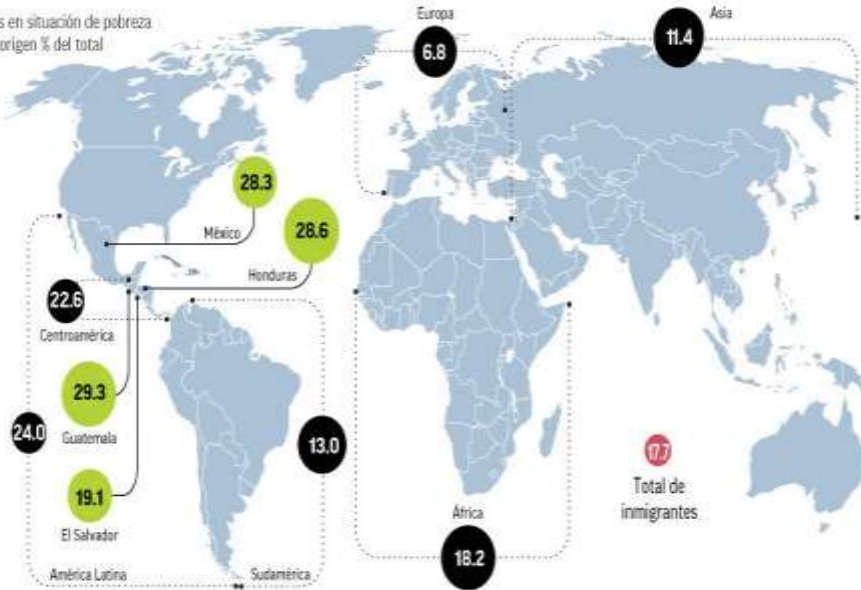 s en situación de pobreza
origen % del total
Europa
6.8
Asia
11.4
28.3
México
28.6
Honduras
22.6
Centroamérica
29.3
Guatemala
24.0
13.0
19.1
El Salvador
América Latina
Sudamérica
África
18.2
17.7
Total de
inmigrantes